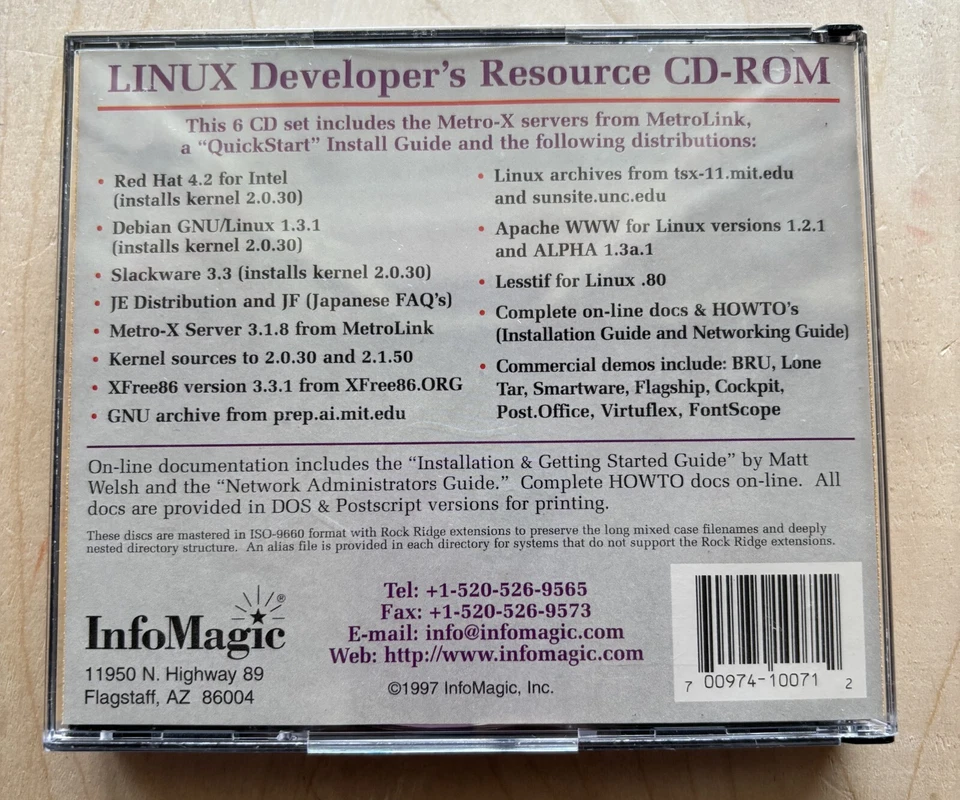 LINUX Developer's Resource CD-ROM
This 6 CD set includes the Metro-X servers from MetroLink,
a “QuickStart” Install Guide and the following distributions:
• Red Hat 4.2 for Intel
(installs kernel 2.0.30)
• Debian GNU/Linux 1.3.1
(installs kernel 2.0.30)
• Slackware 3.3 (installs kernel 2.0.30)
• JE Distribution and JF (Japanese FAQ's)
• Metro-X Server 3.1.8 from MetroLink
• Kernel sources to 2.0.30 and 2.1.50
• XFree86 version 3.3.1 from XFree86.ORG
• GNU archive from prep.ai.mit.edu
• Linux archives from tsx-11.mit.edu
and sunsite.unc.edu
• Apache WWW for Linux versions 1.2.1
and ALPHA 1.3a.1
• Lesstif for Linux .80
• Complete on-line docs & HOWTO's
(Installation Guide and Networking Guide)
• Commercial demos include: BRU, Lone
Tar, Smartware, Flagship, Cockpit,
Post.Office, Virtuflex, FontScope
On-line documentation includes the “Installation & Getting Started Guide” by Matt
Welsh and the “Network Administrators Guide.” Complete HOWTO docs on-line. All
docs are provided in DOS & Postscript versions for printing.
These discs are mastered in ISO-9660 format with Rock Ridge extensions to preserve the long mixed case filenames and deeply
nested directory structure. An alias file is provided in each directory for systems that do not support the Rock Ridge extensions.
InfoMagic®
11950 N. Highway 89
Flagstaff, AZ 86004
Tel: +1-520-526-9565
Fax: +1-520-526-9573
E-mail: info@infomagic.com
Web: http://www.infomagic.com
©1997 InfoMagic, Inc.
7 00974-10071 2